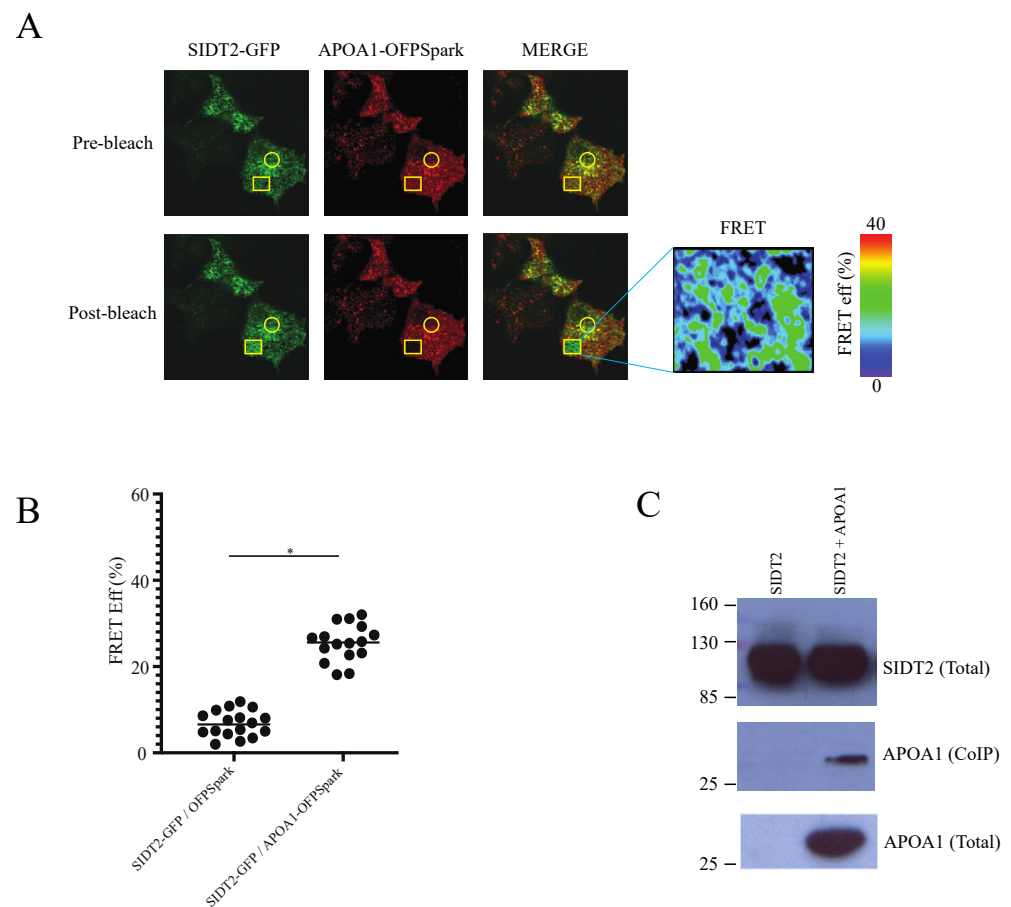 A
SIDT2-GFP APOA1-OFPSpark MERGE
Pre-bleach
Post-bleach
FRET
40
FRET eff (%)
0
B
60
40
20
0
FRET Eff (%)
*
SIDT2-GFP / OFPSpark
SIDT2-GFP / APOA1-OFPSpark
C
SIDT2
SIDT2 + APOA1
160
130
85
SIDT2 (Total)
APOA1 (CoIP)
25
APOA1 (Total)
25